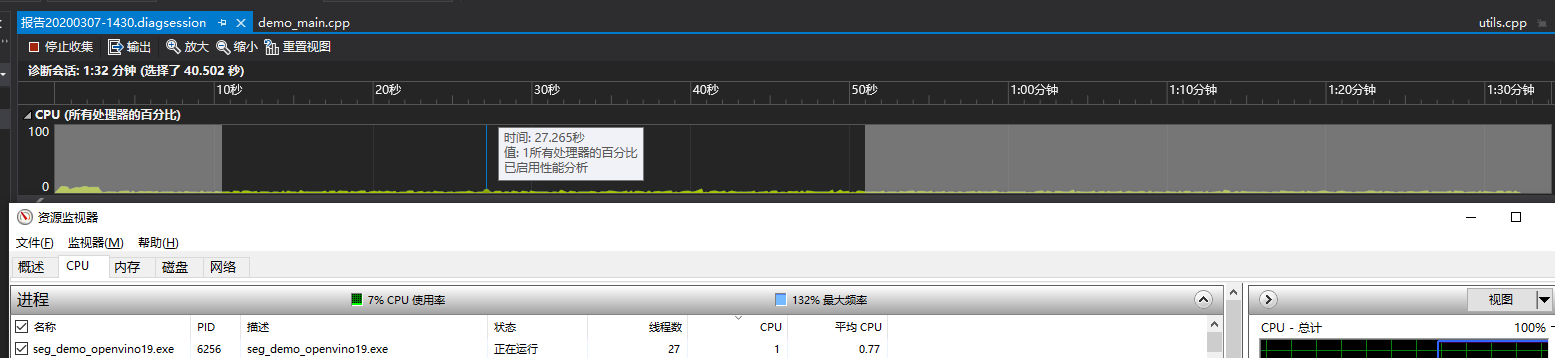 报告20200307-1430.diagsession demo_main.cpp utils.cpp
停止收集 输出 放大 缩小 重置视图
诊断会话: 1:32 分钟 (选择了 40.502 秒)
10秒 20秒 30秒 40秒 50秒 1:00分钟 1:10分钟 1:20分钟 1:30分钟
CPU (所有处理器的百分比)
100
时间: 27.265秒
值: 1所有处理器的百分比
已启用性能分析
0
资源监视器
文件(F) 监视器(M) 帮助(H)
概述 CPU 内存 磁盘 网络
进程 7% CPU 使用率 132% 最大频率 视图
名称 PID 描述 状态 线程数 CPU 平均 CPU CPU - 总计 100%
seg_demo_openvino19.exe 6256 seg_demo_openvino19.exe 正在运行 27 1 0.77